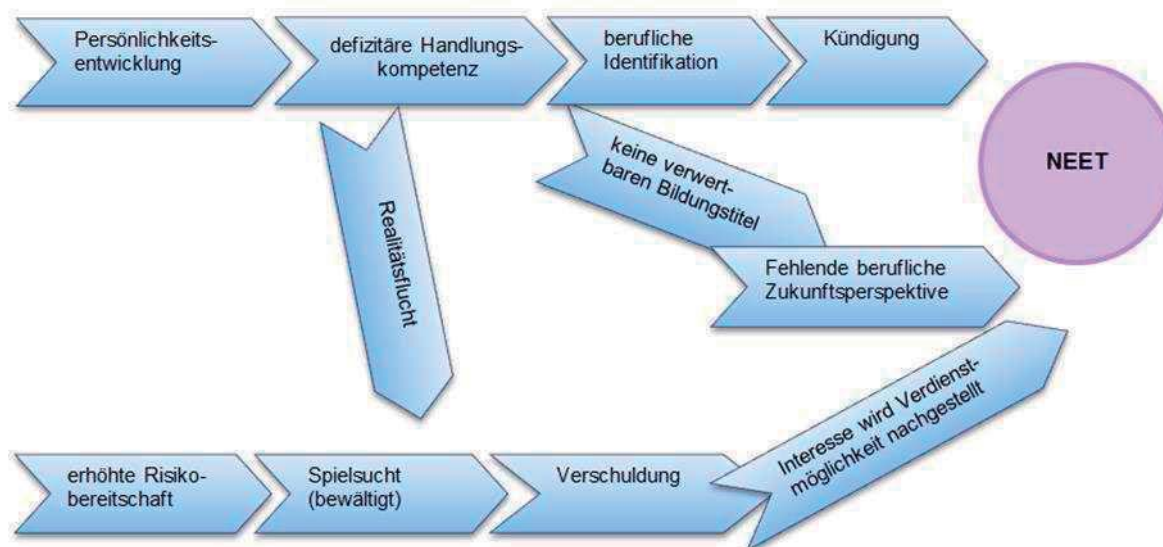 Persönlichkeits-
entwicklung
defizitäre Handlungs-
kompetenz
berufliche
Identifikation
Kündigung
NEET
keine verwert-
baren Bildungstitel
Realitätsflucht
Fehlende berufliche
Zukunftsperspektive
Interesse wird Verdienst-
möglichkeit nachgestellt
erhöhte Risiko-
bereitschaft
Spielsucht
(bewältigt)
Verschuldung